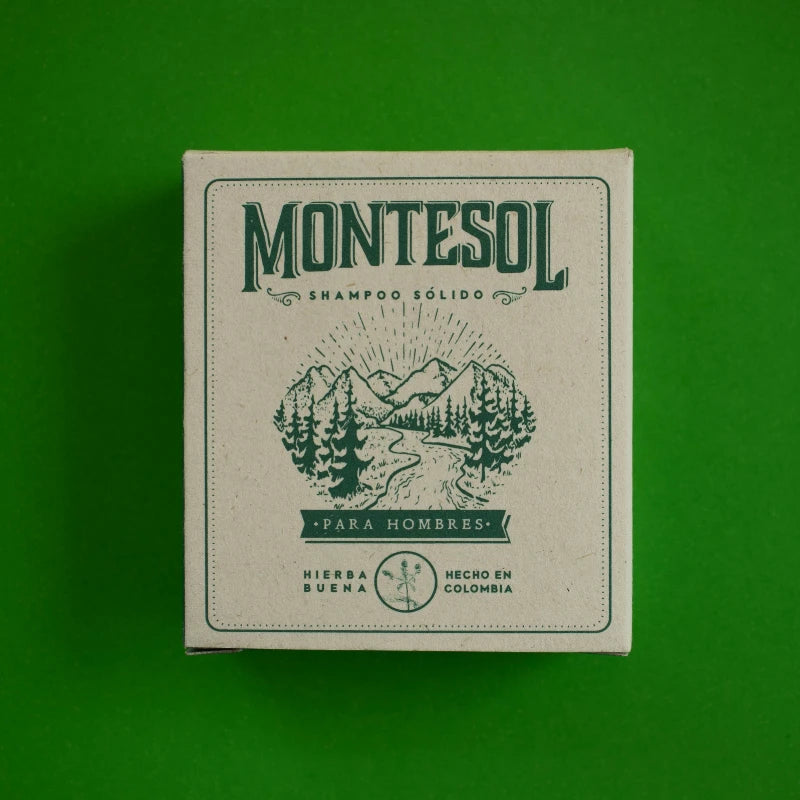 MONTESOL
SHAMPOO SÓLIDO
·PARA HOMBRES·
HIERBA BUENA
HECHO EN COLOMBIA